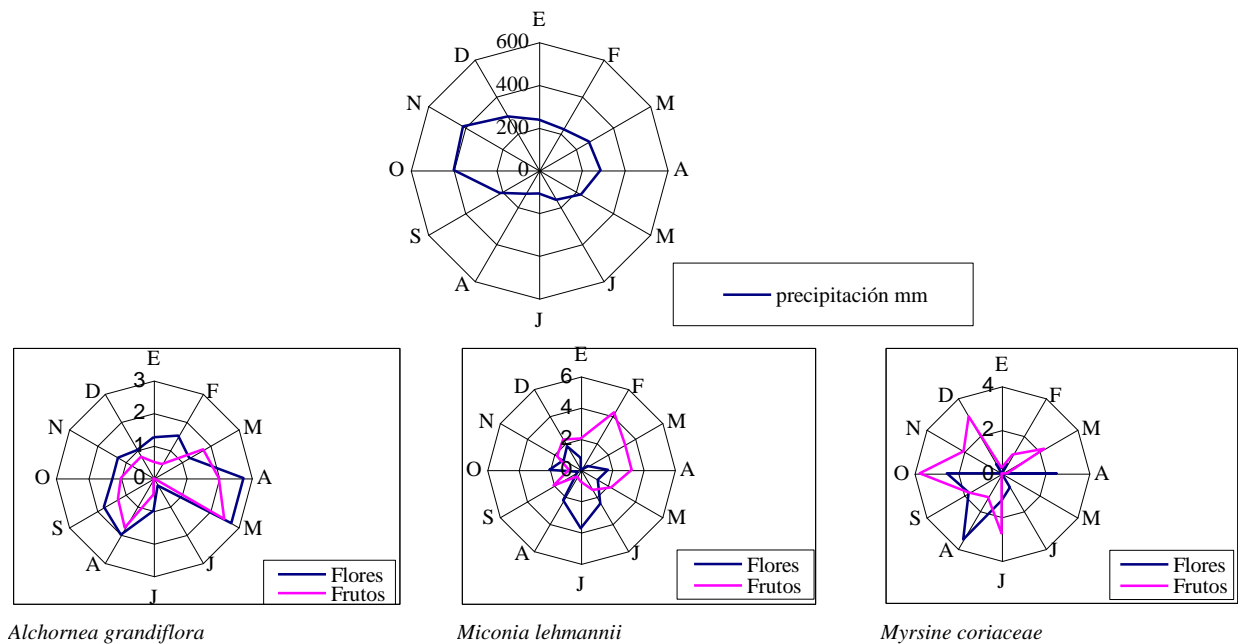 E
600
D
F
400
N
M
200
O
0
A
S
M
A
J
J
precipitación mm
E
3
D
F
2
N
M
1
O
0
A
S
M
A
J
J
Flores
Frutos
E
6
D
F
4
N
M
2
O
0
A
S
M
A
J
J
Flores
Frutos
E
4
D
F
2
N
M
O
0
A
S
M
A
J
J
Flores
Frutos
Alchornea grandiflora
Miconia lehmannii
Myrsine coriaceae